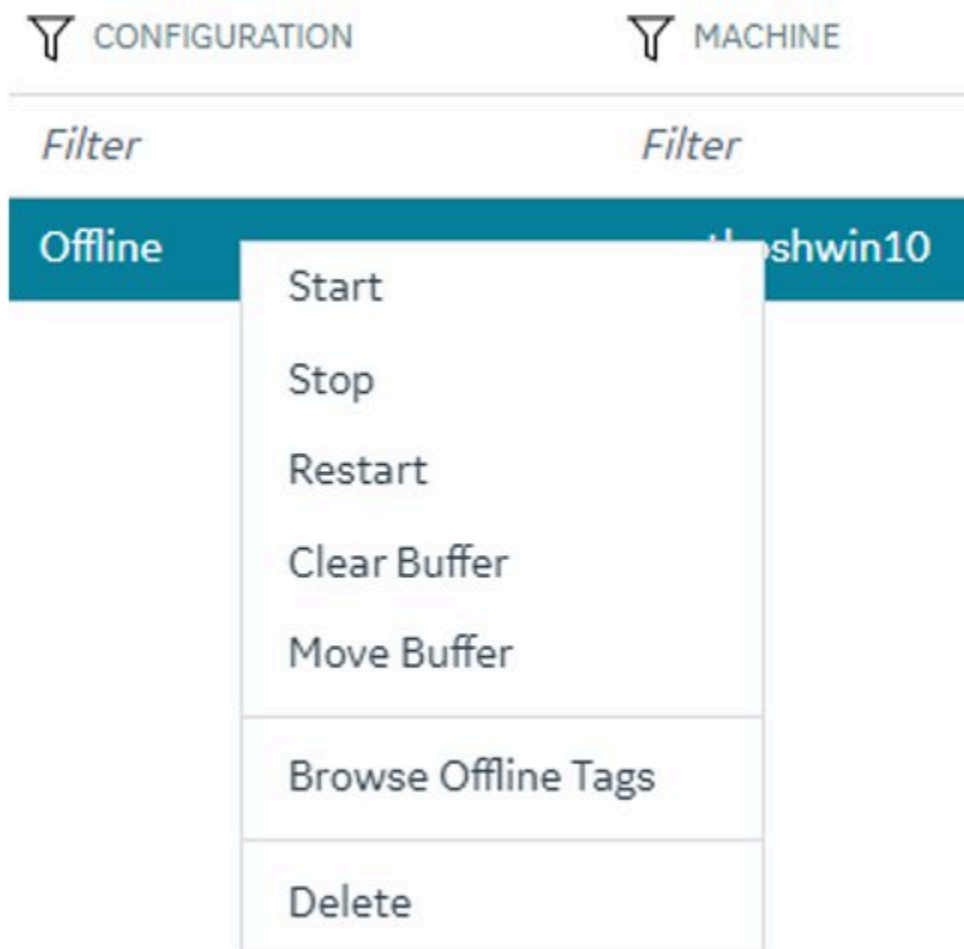 CONFIGURATION MACHINE
Filter Filter
Offline
Start
Stop
Restart
Clear Buffer
Move Buffer
Browse Offline Tags
Delete